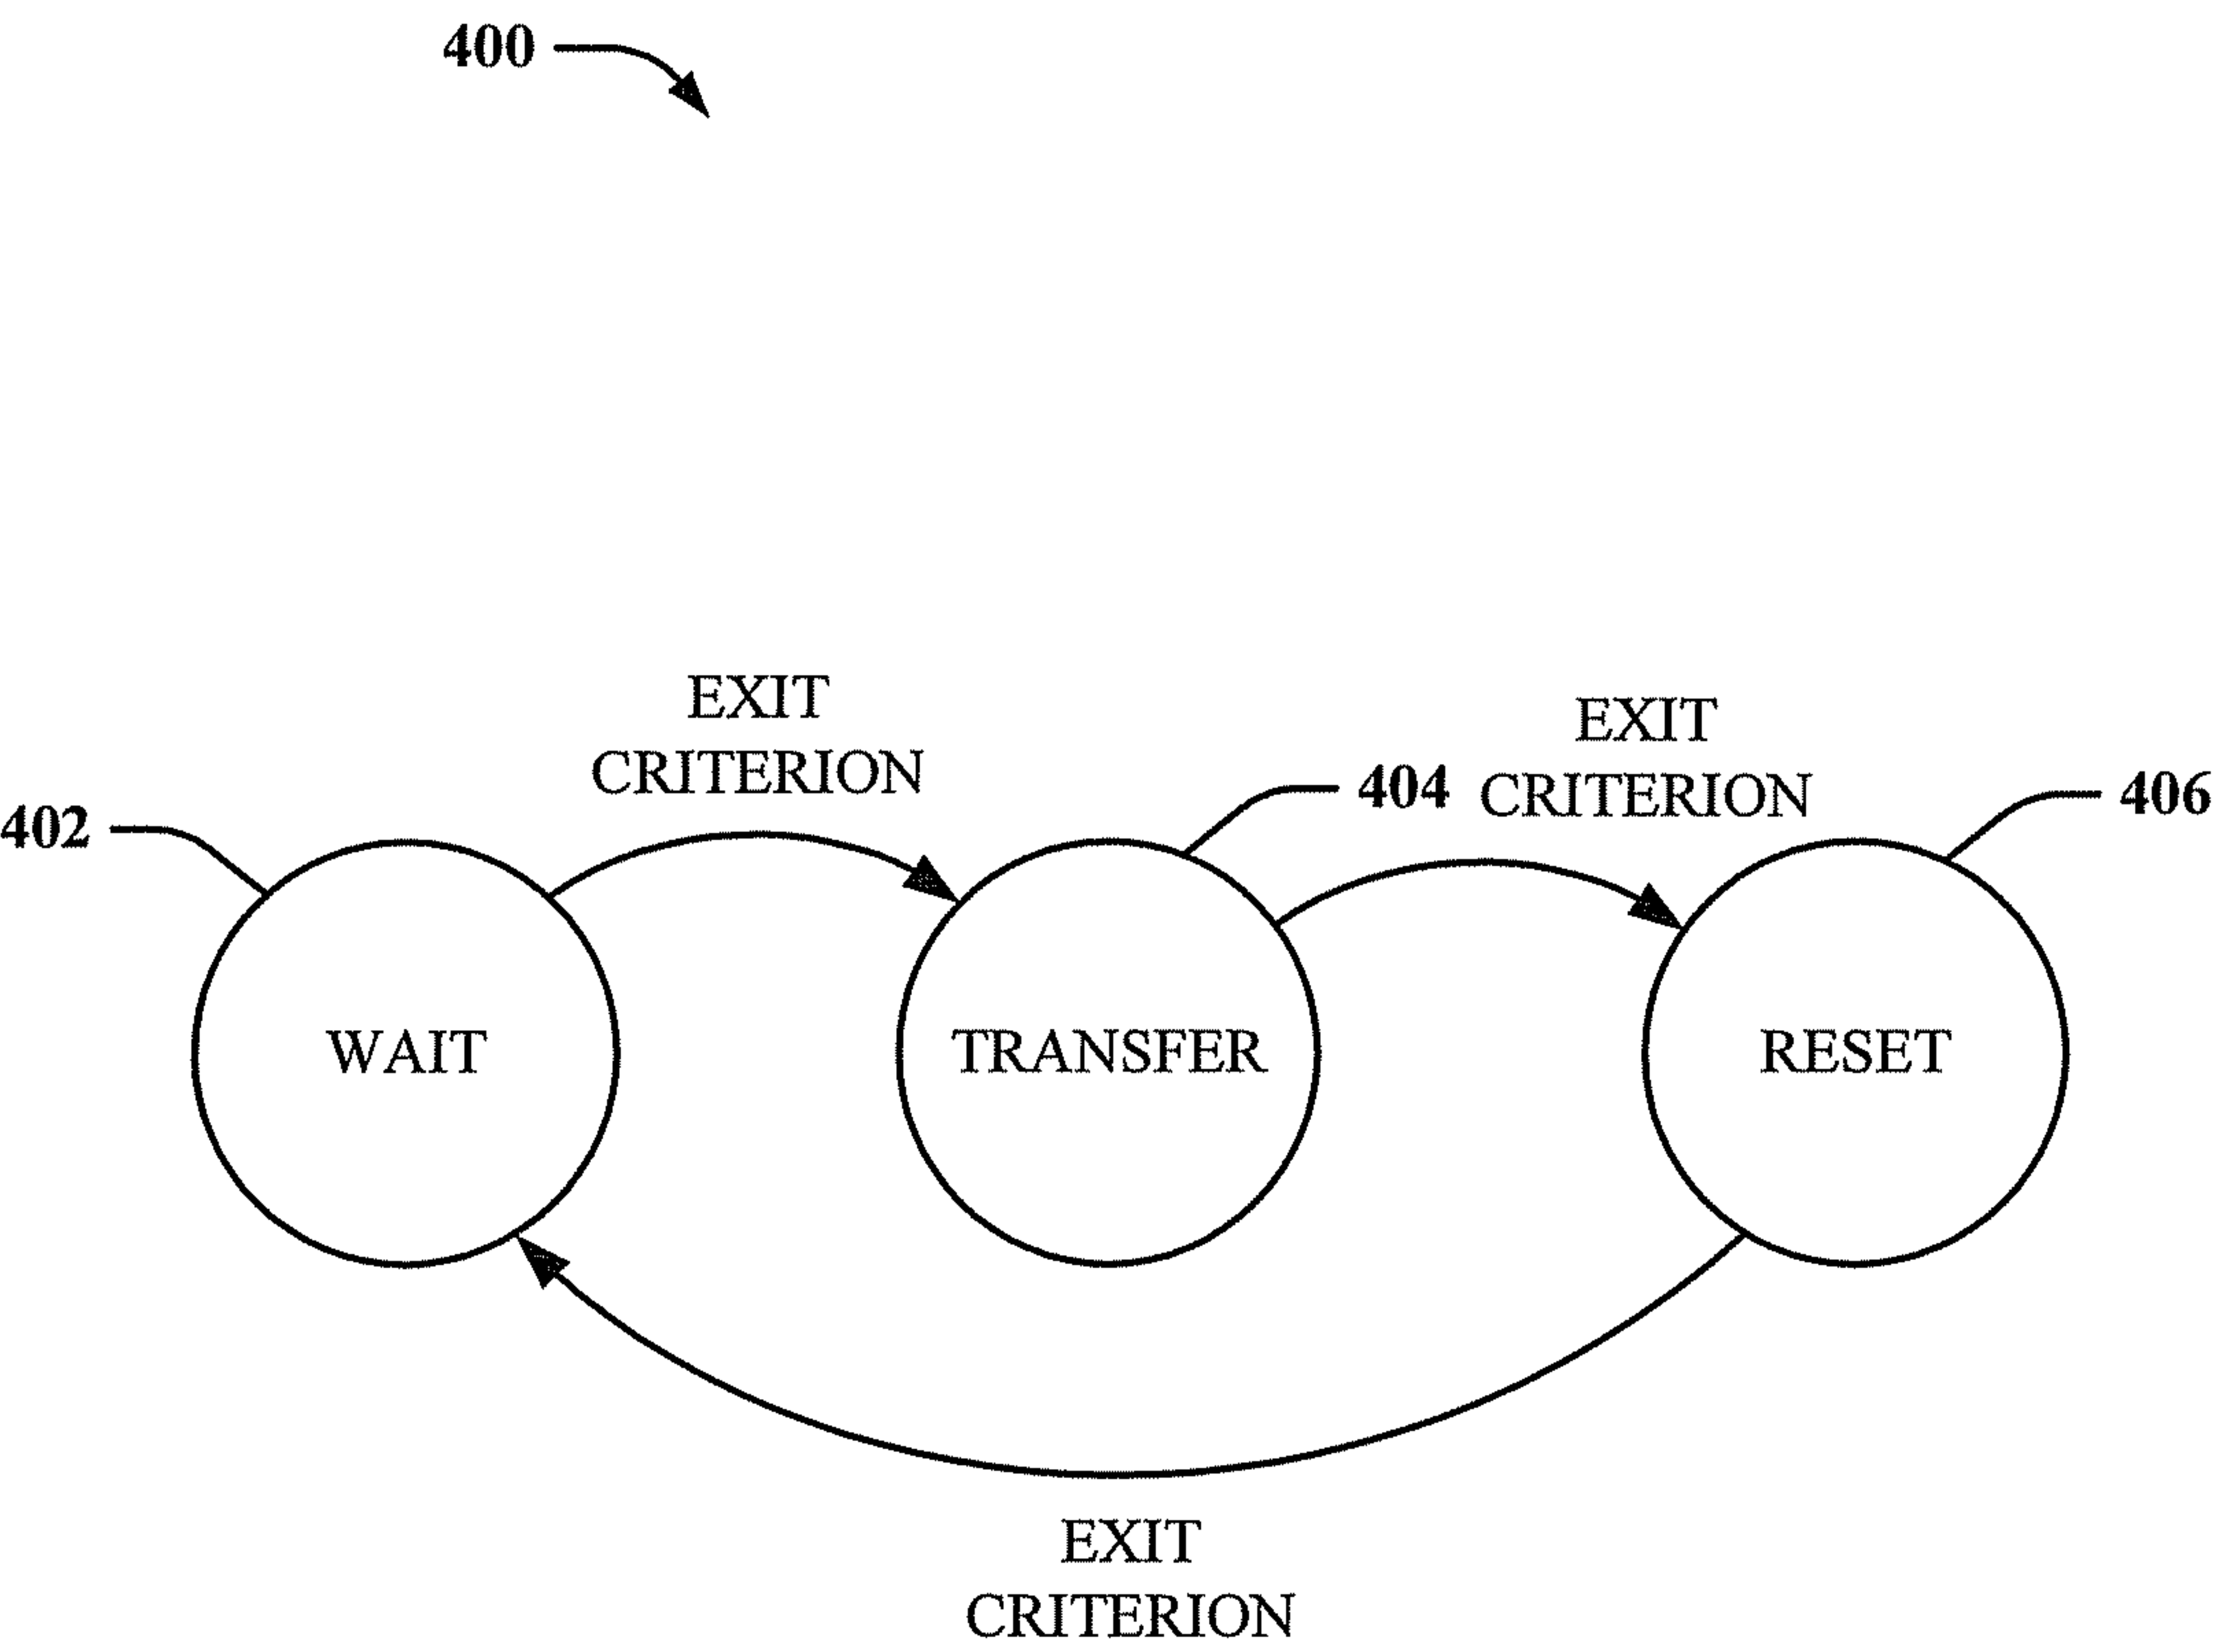 400
EXIT
CRITERION
EXIT
CRITERION
402
404
406
WAIT
TRANSFER
RESET
EXIT
CRITERION